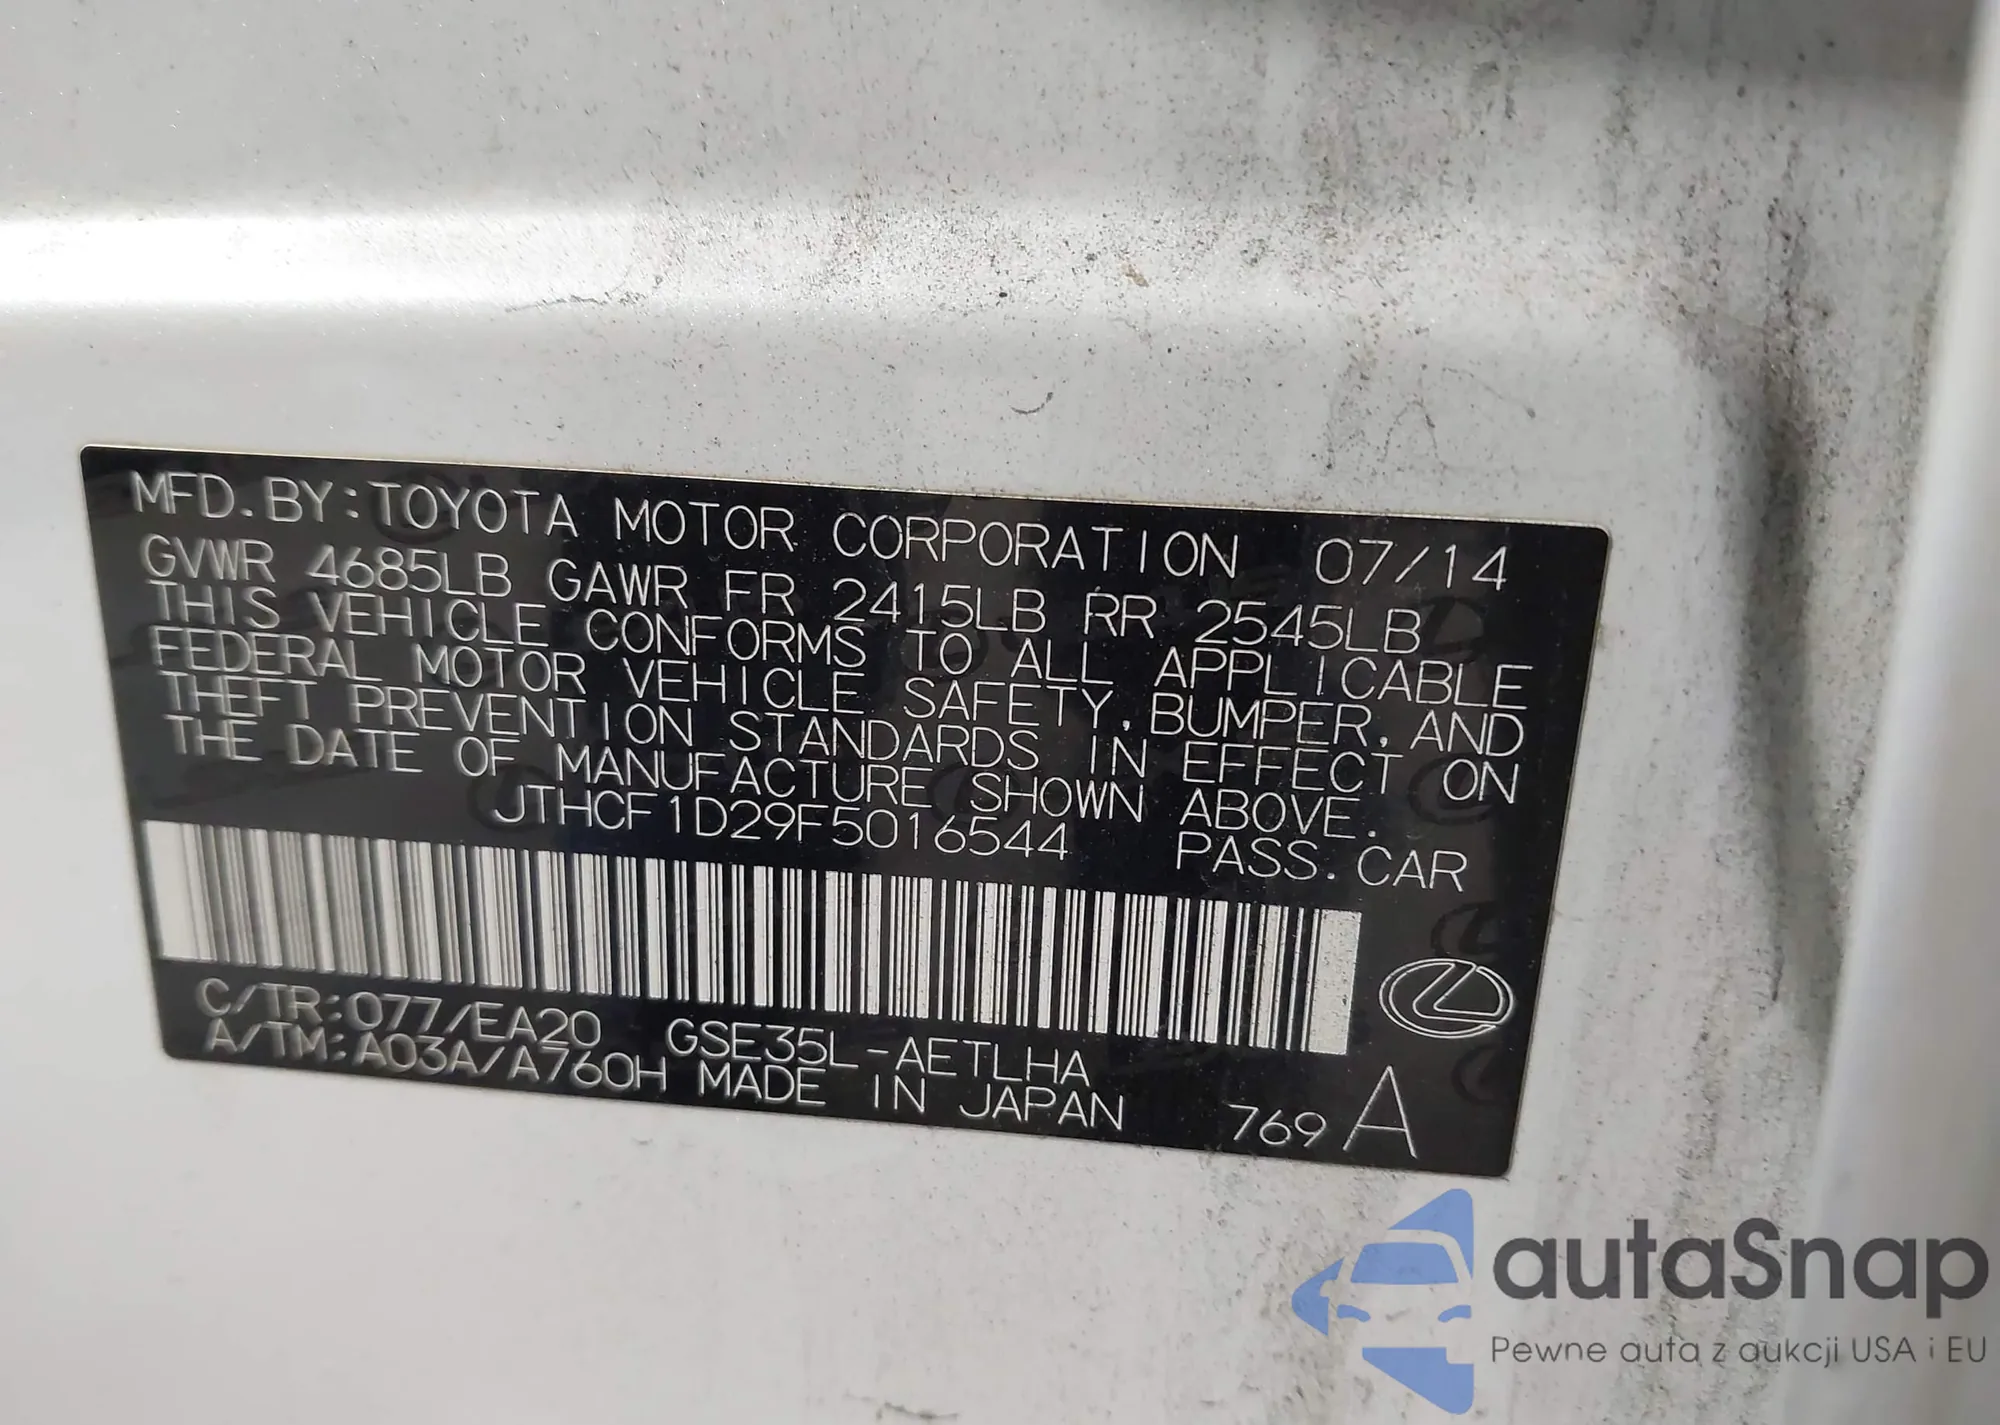 MFD. BY: TOYOTA MOTOR CORPORATION 07/14
GVWR 4685LB GAWR FR 2415LB RR 2545LB
THIS VEHICLE CONFORMS TO ALL APPLICABLE
FEDERAL MOTOR VEHICLE SAFETY, BUMPER, AND
THEFT PREVENTION STANDARDS IN EFFECT ON
THE DATE OF MANUFACTURE SHOWN ABOVE.
JTHCF1D29F5016544 PASS. CAR
C/TR: 077/EA20 GSE35L-AETLHA
A/TM: A03A/A760H MADE IN JAPAN 769 A
autaSnap
Pewne auta z aukcji USA i EU